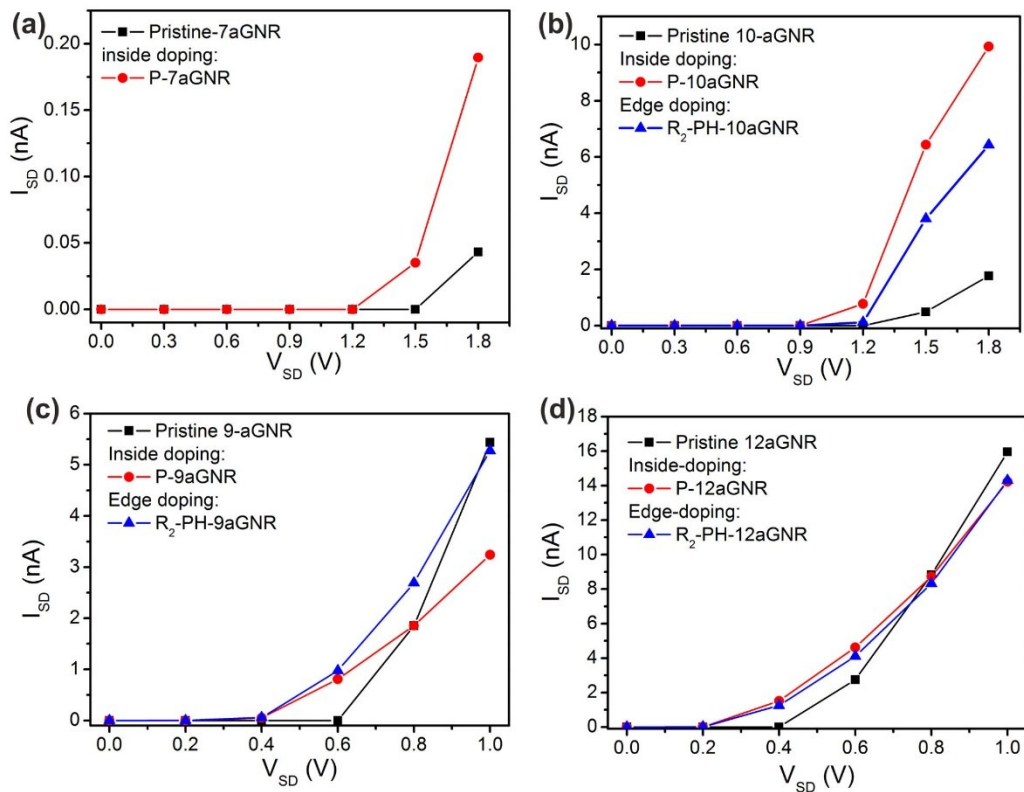 (a)
Pristine-7aGNR
inside doping:
P-7aGNR
I_SD (nA)
0.20
0.15
0.10
0.05
0.00
0.0 0.3 0.6 0.9 1.2 1.5 1.8
V_SD (V)
(b)
Pristine 10-aGNR
Inside doping:
P-10aGNR
Edge doping:
R₂-PH-10aGNR
I_SD (nA)
10
8
6
4
2
0
0.0 0.3 0.6 0.9 1.2 1.5 1.8
V_SD (V)
(c)
Pristine 9-aGNR
Inside doping:
P-9aGNR
Edge doping:
R₂-PH-9aGNR
I_SD (nA)
6
5
4
3
2
1
0
0.0 0.2 0.4 0.6 0.8 1.0
V_SD (V)
(d)
Pristine 12aGNR
Inside-doping:
P-12aGNR
Edge-doping:
R₂-PH-12aGNR
I_SD (nA)
18
16
14
12
10
8
6
4
2
0
0.0 0.2 0.4 0.6 0.8 1.0
V_SD (V)